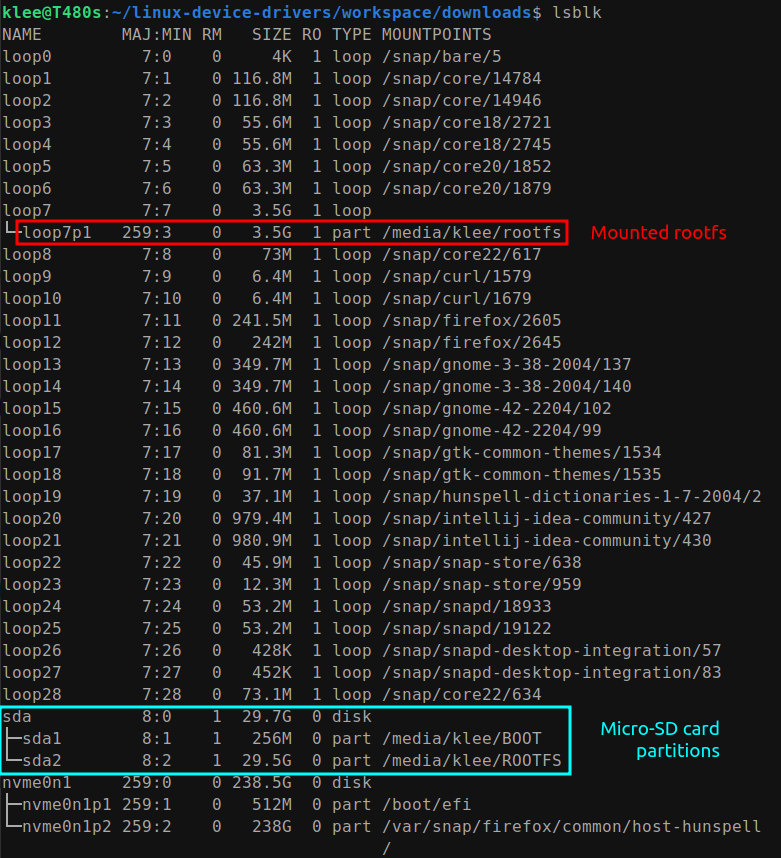 klee@T480s:~/linux-device-drivers/workspace/downloads$ lsblk
NAME        MAJ:MIN RM   SIZE RO TYPE MOUNTPOINTS
loop0         7:0    0     4K  1 loop /snap/bare/5
loop1         7:1    0 116.8M  1 loop /snap/core/14784
loop2         7:2    0 116.8M  1 loop /snap/core/14946
loop3         7:3    0  55.6M  1 loop /snap/core18/2721
loop4         7:4    0  55.6M  1 loop /snap/core18/2745
loop5         7:5    0  63.3M  1 loop /snap/core20/1852
loop6         7:6    0  63.3M  1 loop /snap/core20/1879
loop7         7:7    0   3.5G  1 loop
└─loop7p1   259:3    0   3.5G  1 part /media/klee/rootfs Mounted rootfs
loop8         7:8    0    73M  1 loop /snap/core22/617
loop9         7:9    0   6.4M  1 loop /snap/curl/1579
loop10        7:10   0   6.4M  1 loop /snap/curl/1679
loop11        7:11   0 241.5M  1 loop /snap/firefox/2605
loop12        7:12   0   242M  1 loop /snap/firefox/2645
loop13        7:13   0 349.7M  1 loop /snap/gnome-3-38-2004/137
loop14        7:14   0 349.7M  1 loop /snap/gnome-3-38-2004/140
loop15        7:15   0 460.6M  1 loop /snap/gnome-42-2204/102
loop16        7:16   0 460.6M  1 loop /snap/gnome-42-2204/99
loop17        7:17   0  81.3M  1 loop /snap/gtk-common-themes/1534
loop18        7:18   0  91.7M  1 loop /snap/gtk-common-themes/1535
loop19        7:19   0  37.1M  1 loop /snap/hunspell-dictionaries-1-7-2004/2
loop20        7:20   0 979.4M  1 loop /snap/intellij-idea-community/427
loop21        7:21   0 980.9M  1 loop /snap/intellij-idea-community/430
loop22        7:22   0  45.9M  1 loop /snap/snap-store/638
loop23        7:23   0  12.3M  1 loop /snap/snap-store/959
loop24        7:24   0  53.2M  1 loop /snap/snapd/18933
loop25        7:25   0  53.2M  1 loop /snap/snapd/19122
loop26        7:26   0   428K  1 loop /snap/snapd-desktop-integration/57
loop27        7:27   0   452K  1 loop /snap/snapd-desktop-integration/83
loop28        7:28   0  73.1M  1 loop /snap/core22/634
sda           8:0    1  29.7G  0 disk
├─sda1        8:1    1   256M  0 part /media/klee/BOOT
└─sda2        8:2    1  29.5G  0 part /media/klee/ROOTFS
Micro-SD card
partitions
nvme0n1     259:0    0 238.5G  0 disk
├─nvme0n1p1 259:1    0   512M  0 part /boot/efi
└─nvme0n1p2 259:2    0   238G  0 part /var/snap/firefox/common/host-hunspell
                                      /